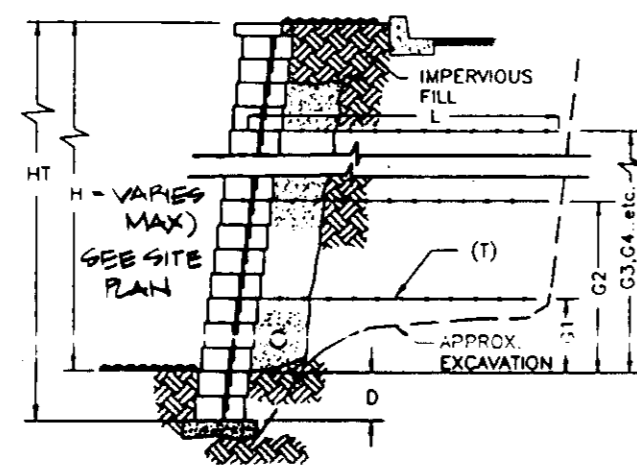 IMPERVIOUS
FILL
L
HT
H = VARIES
MAX)
SEE SITE
PLAN
(T)
G1
G2
G3,G4..etc.
APPROX.
EXCAVATION
D